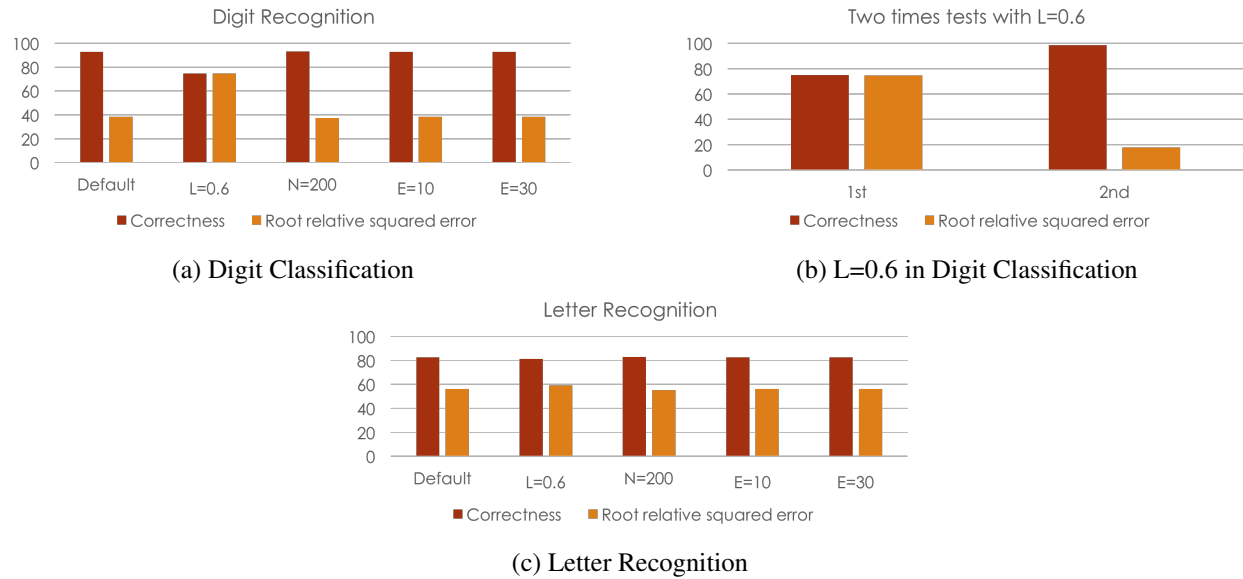 Digit Recognition
100
80
60
40
20
0
Default L=0.6 N=200 E=10 E=30
Correctness Root relative squared error
(a) Digit Classification
Two times tests with L=0.6
100
80
60
40
20
0
1st 2nd
Correctness Root relative squared error
(b) L=0.6 in Digit Classification
Letter Recognition
100
80
60
40
20
0
Default L=0.6 N=200 E=10 E=30
Correctness Root relative squared error
(c) Letter Recognition